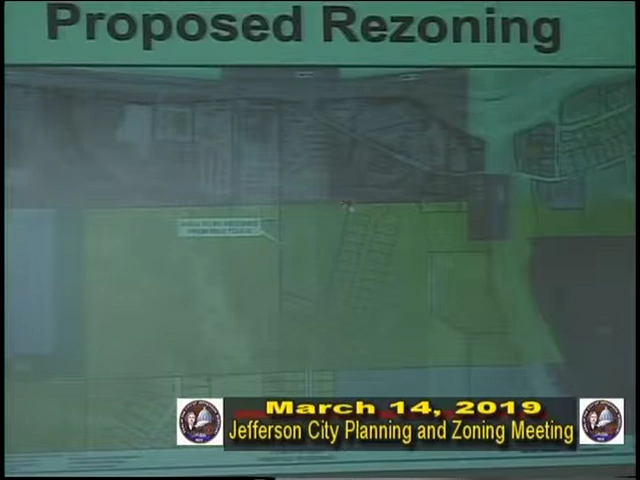 Proposed Rezoning
March 14, 2019
Jefferson City Planning and Zoning Meeting